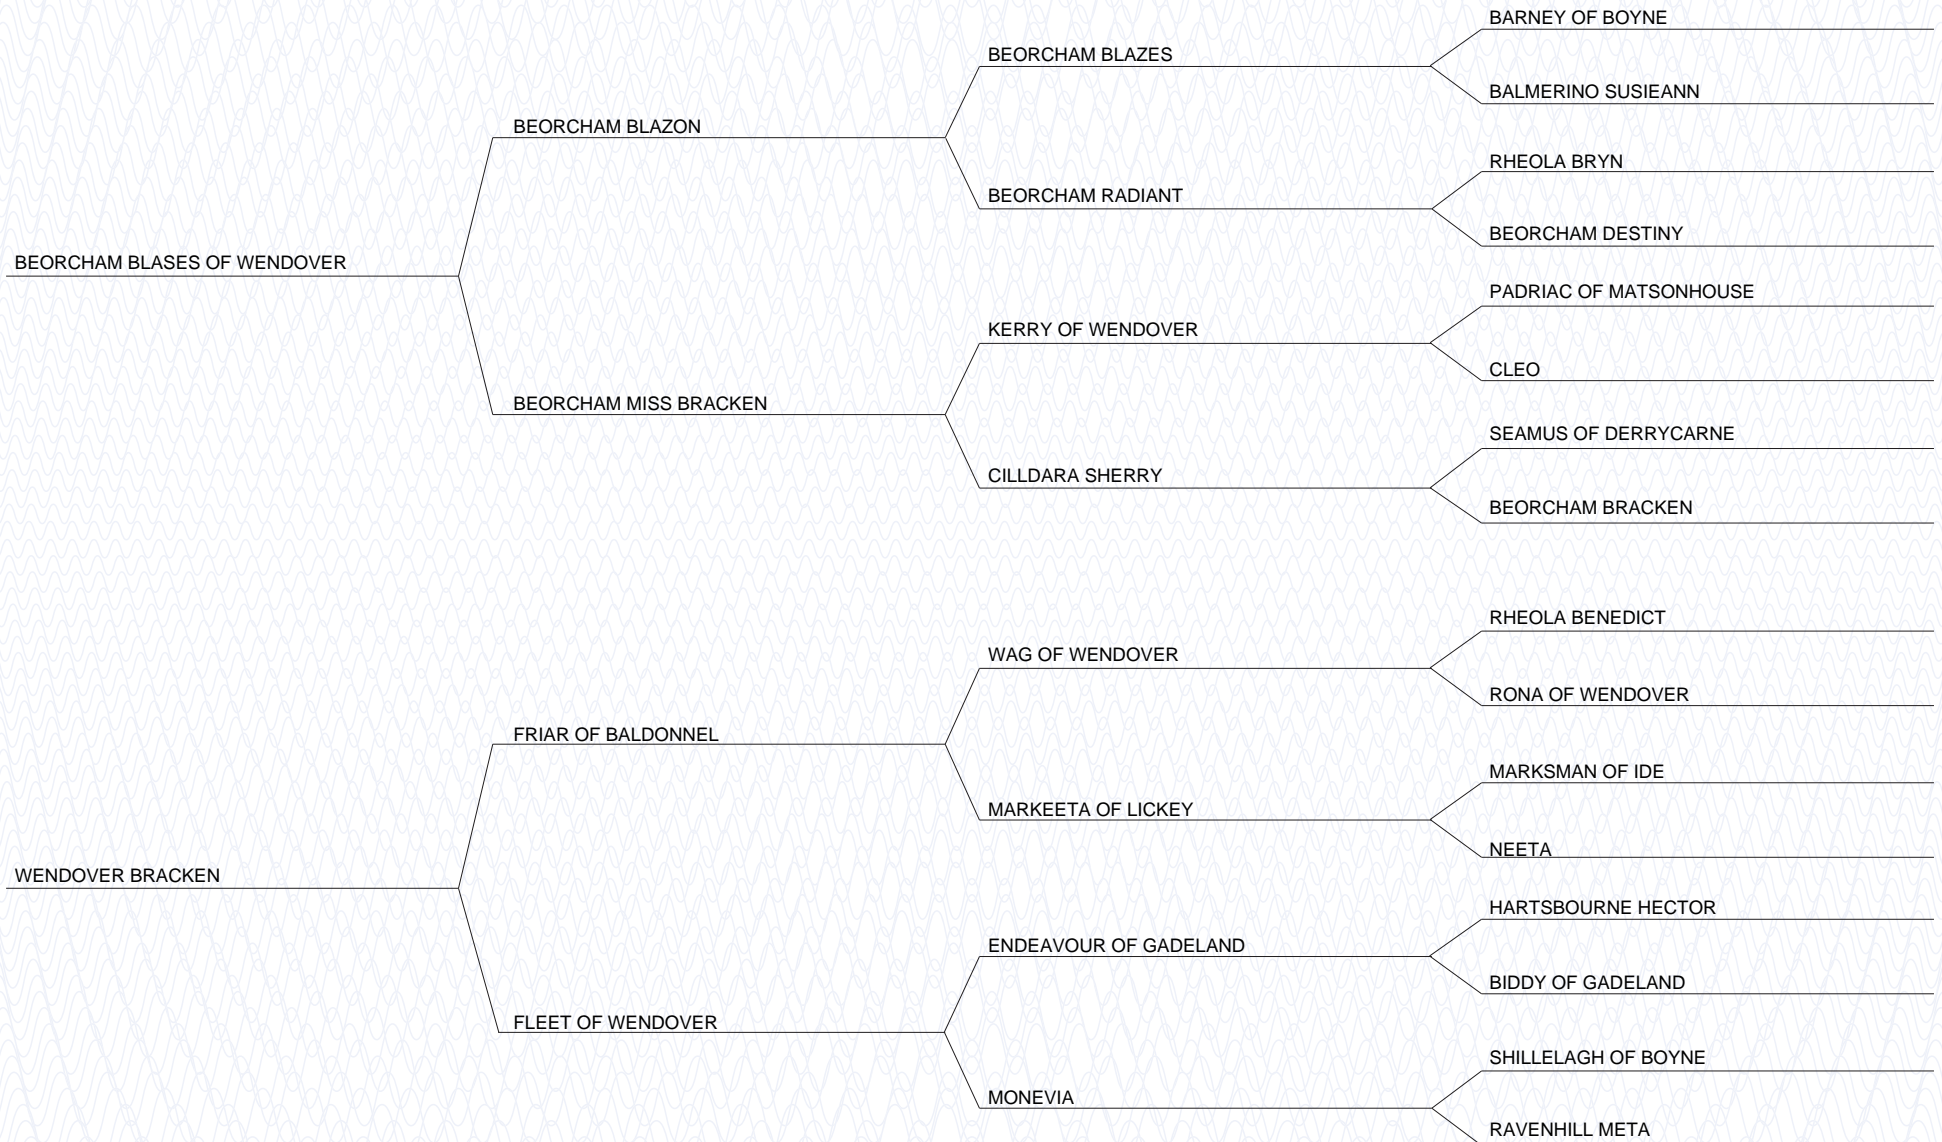 BARNEY OF BOYNE
BEORCHAM BLAZES
BALMERINO SUSIEANN
BEORCHAM BLAZON
RHEOLA BRYN
BEORCHAM RADIANT
BEORCHAM DESTINY
BEORCHAM BLASES OF WENDOVER
PADRIAC OF MATSONHOUSE
KERRY OF WENDOVER
CLEO
BEORCHAM MISS BRACKEN
SEAMUS OF DERRYCARNE
CILLDARA SHERRY
BEORCHAM BRACKEN
RHEOLA BENEDICT
WAG OF WENDOVER
RONA OF WENDOVER
FRIAR OF BALDONNEL
MARKSMAN OF IDE
MARKEETA OF LICKEY
NEETA
WENDOVER BRACKEN
HARTSBOURNE HECTOR
ENDEAVOUR OF GADELAND
BIDDY OF GADELAND
FLEET OF WENDOVER
SHILLELAGH OF BOYNE
MONEVIA
RAVENHILL META